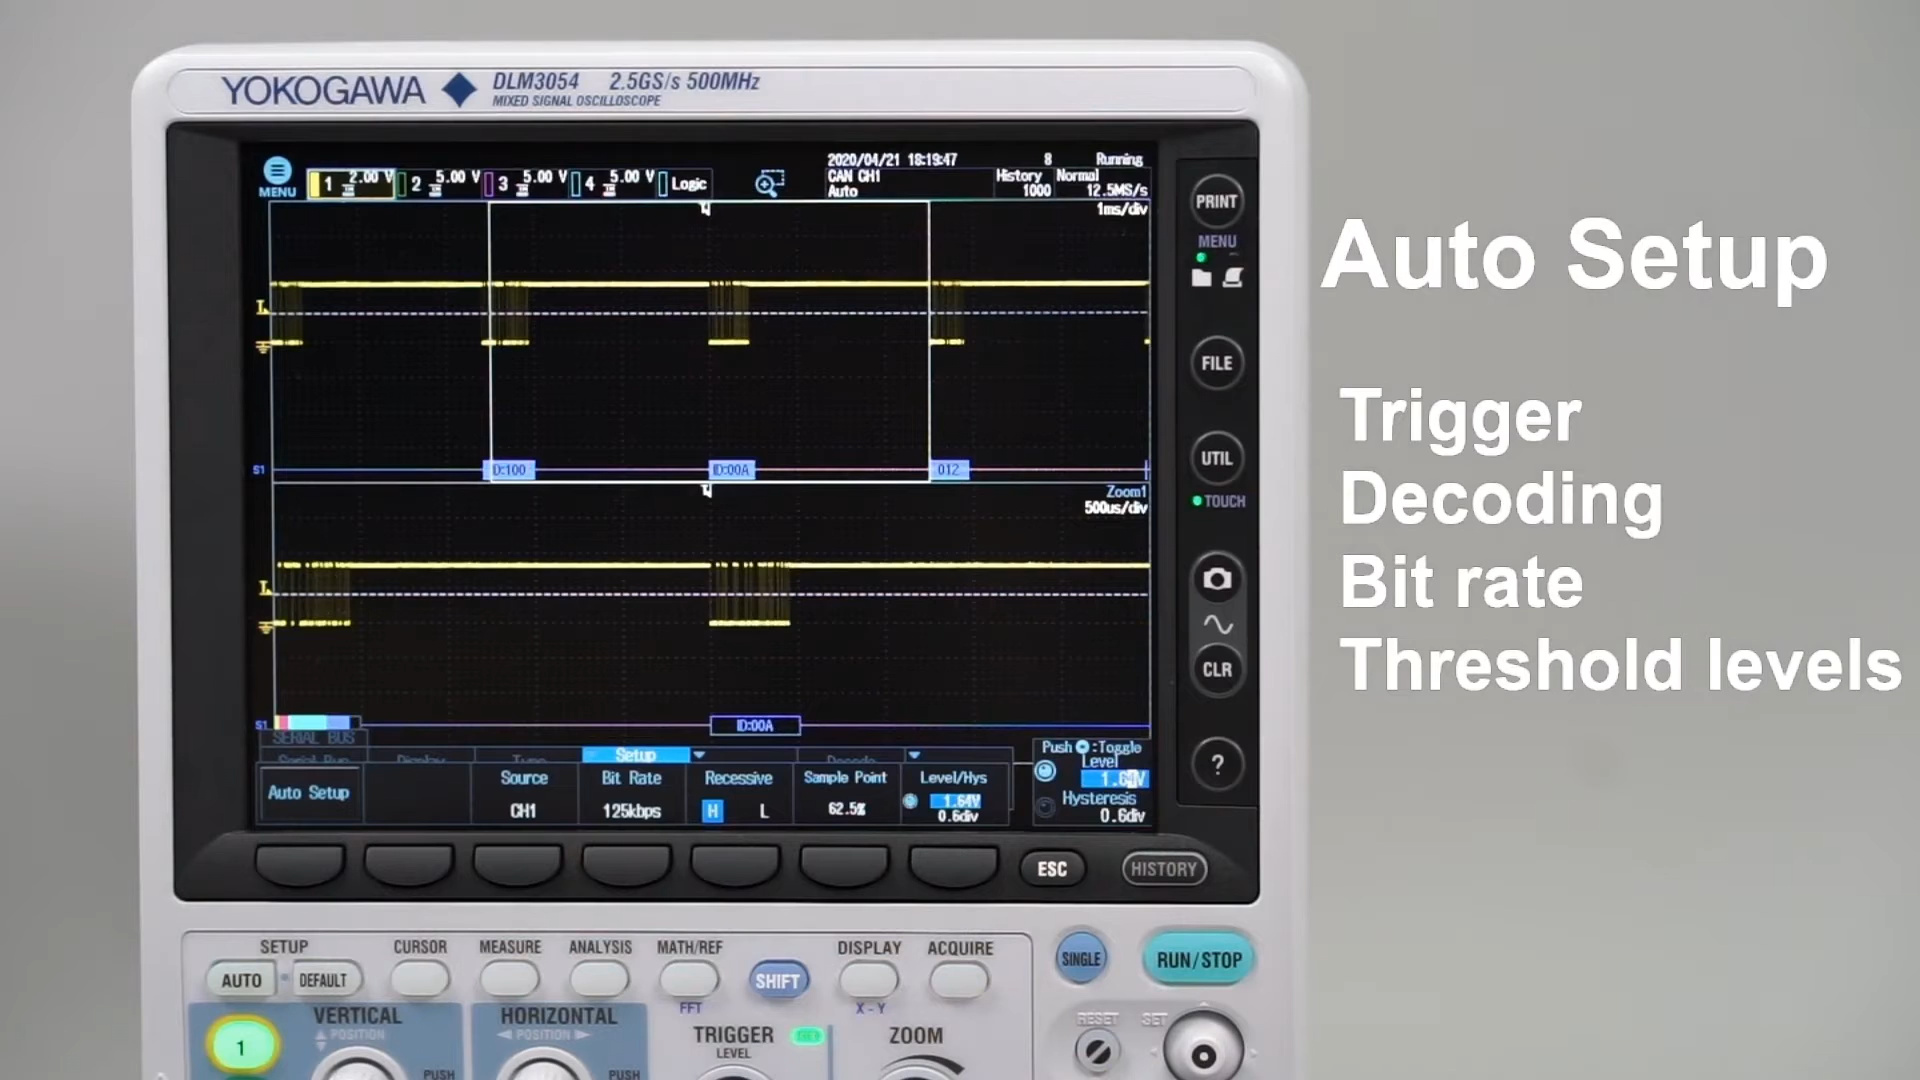 YOKOGAWA DLM3054 2.5GS/s 500MHz
MIXED SIGNAL OSCILLOSCOPE
MENU
1 2.00 V 2 5.00 V 3 5.00 V 4 5.00 V Logic
2020/04/21 18:19:47 8 Running
CAN CH1 History Normal
Auto 1000 12.5MS/s
1ms/div
S1 ID:100 ID:00A 012
Zoom1
500us/div
S1 ID:00A
SERIAL BUS
Setup
Auto Setup
Source
CH1
Bit Rate
125kbps
Recessive
H L
Sample Point
62.5%
Level/Hys
1.64V
0.6div
Push :Toggle
Level
1.64V
Hysteresis
0.6div
PRINT
MENU
FILE
UTIL
TOUCH
CLR
?
ESC
HISTORY
Auto Setup
Trigger
Decoding
Bit rate
Threshold levels
SETUP CURSOR MEASURE ANALYSIS MATH/REF DISPLAY ACQUIRE
AUTO DEFAULT SHIFT SINGLE RUN/STOP
FFT X-Y
VERTICAL HORIZONTAL
POSITION POSITION
TRIGGER ZOOM
LEVEL
RESET SET
1
PUSH PUSH